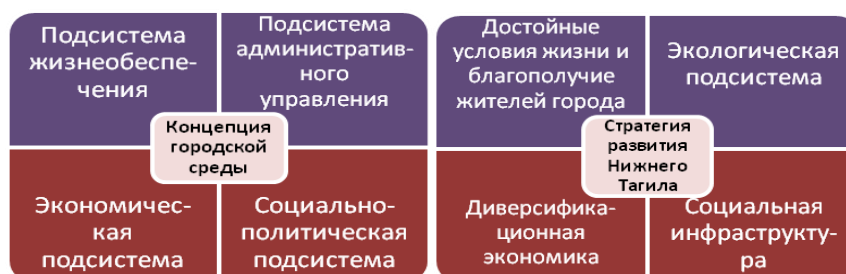 Подсистема
жизнеобеспе-
чения
Подсистема
административ-
ного
управления
Концепция
городской
среды
Экономичес-
кая
подсистема
Социально-
политическая
подсистема
Достойные
условия жизни и
благополучие
жителей города
Экологическая
подсистема
Стратегия
развития
Нижнего
Тагила
Диверсифика-
ционная
экономика
Социальная
инфраструкту-
ра